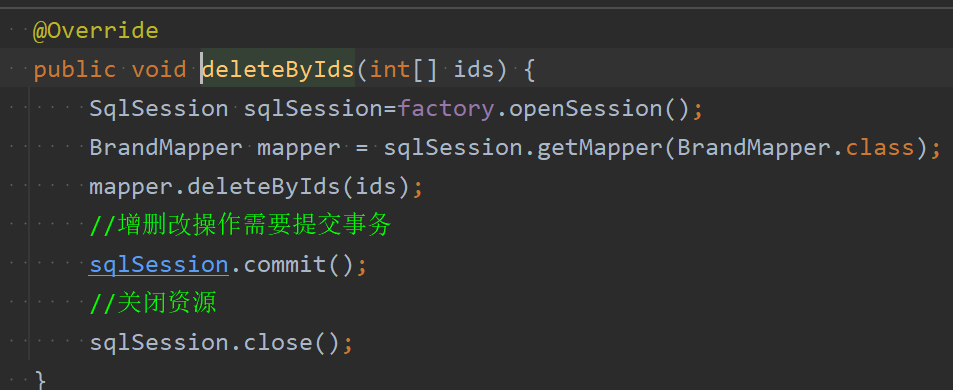 @Override
public void deleteByIds(int[] ids) {
SqlSession sqlSession=factory.openSession();
BrandMapper mapper = sqlSession.getMapper(BrandMapper.class);
mapper.deleteByIds(ids);
//增删改操作需要提交事务
sqlSession.commit();
//关闭资源
sqlSession.close();
}